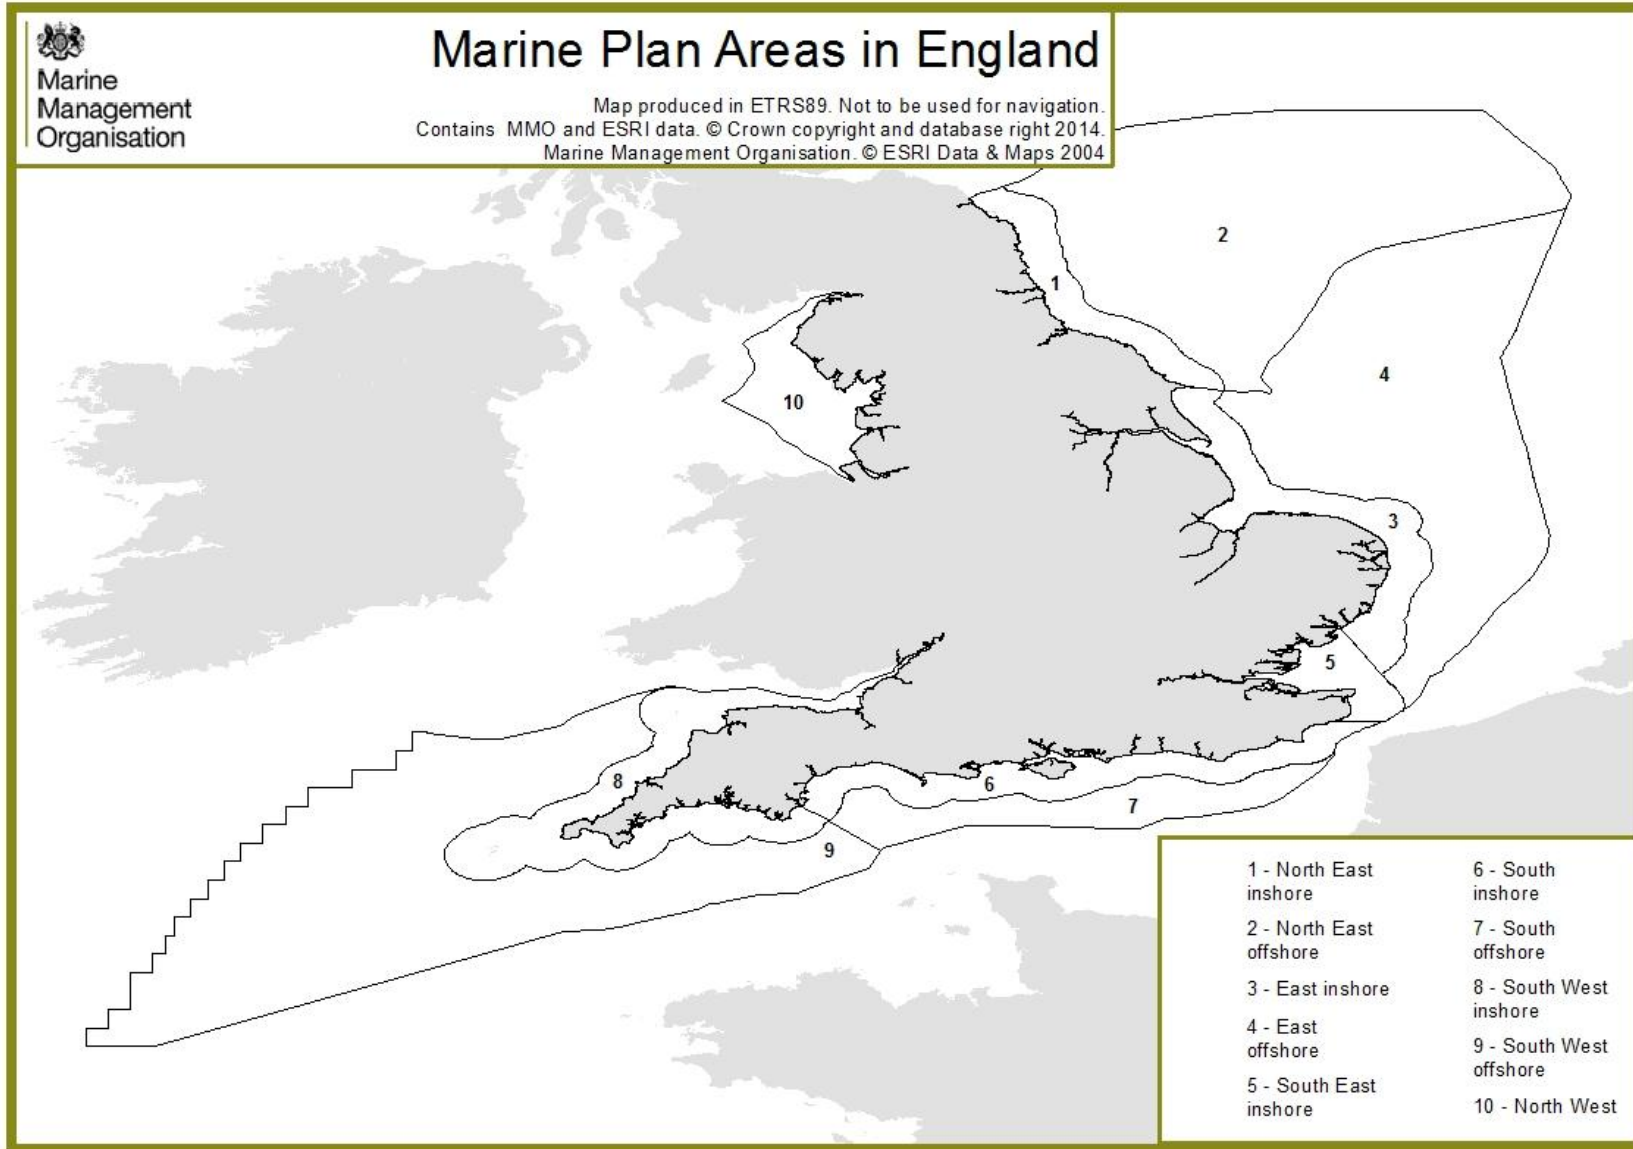 Marine
Management
Organisation
Marine Plan Areas in England
Map produced in ETRS89. Not to be used for navigation.
Contains MMO and ESRI data. © Crown copyright and database right 2014.
Marine Management Organisation. © ESRI Data & Maps 2004
2
1
4
10
3
5
8
6
7
9
1 - North East
inshore
2 - North East
offshore
3 - East inshore
4 - East
offshore
5 - South East
inshore
6 - South
inshore
7 - South
offshore
8 - South West
inshore
9 - South West
offshore
10 - North West